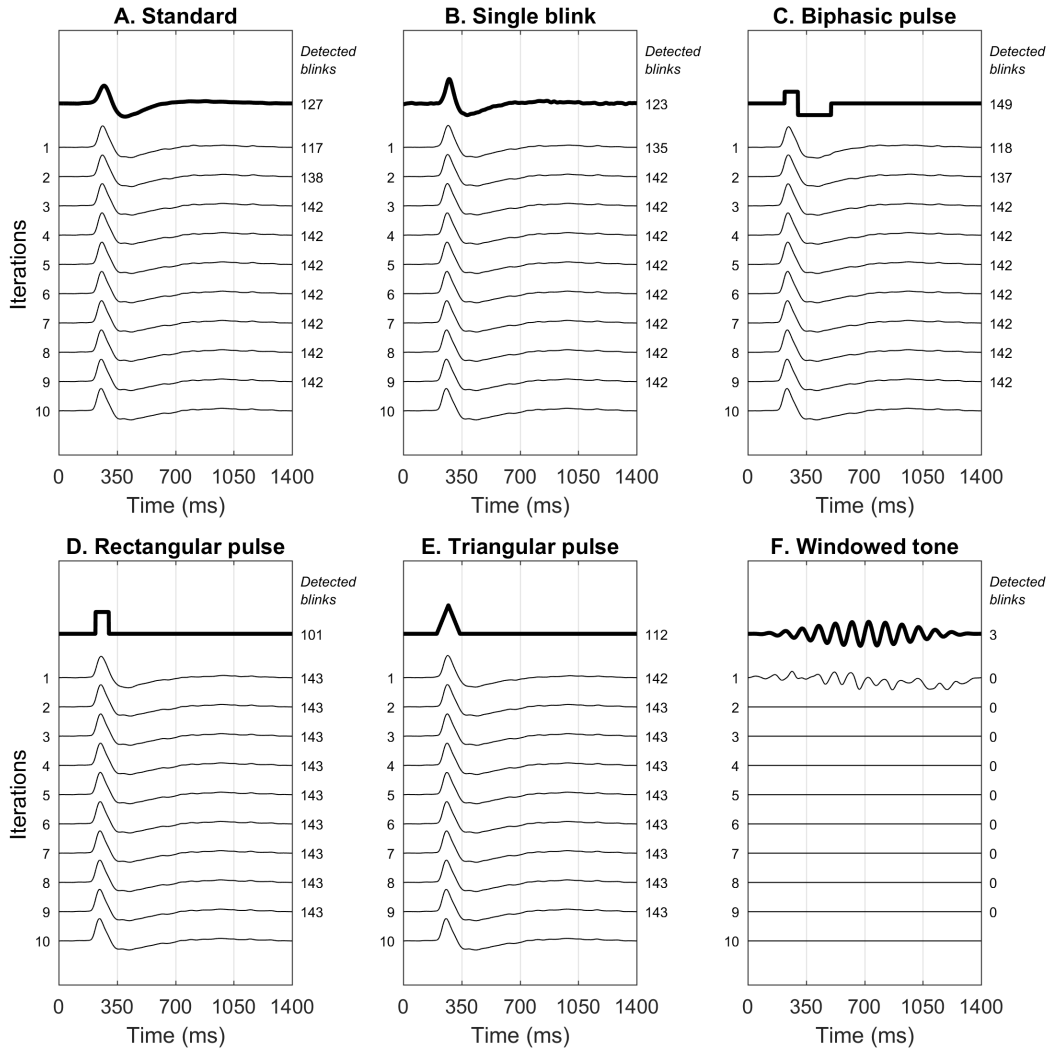 A. Standard
B. Single blink
C. Biphasic pulse
Detected
blinks
Detected
blinks
Detected
blinks
127
123
149
1 117
1 135
1 118
2 138
2 142
2 137
3 142
3 142
3 142
4 142
4 142
4 142
5 142
5 142
5 142
6 142
6 142
6 142
7 142
7 142
7 142
8 142
8 142
8 142
9 142
9 142
9 142
10
10
10
Iterations
0 350 700 1050 1400
0 350 700 1050 1400
0 350 700 1050 1400
Time (ms)
Time (ms)
Time (ms)
D. Rectangular pulse
E. Triangular pulse
F. Windowed tone
Detected
blinks
Detected
blinks
101
112
3
1 143
1 142
1 0
2 143
2 143
2 0
3 143
3 143
3 0
4 143
4 143
4 0
5 143
5 143
5 0
6 143
6 143
6 0
7 143
7 143
7 0
8 143
8 143
8 0
9 143
9 143
9 0
10
10
10
Iterations
0 350 700 1050 1400
0 350 700 1050 1400
0 350 700 1050 1400
Time (ms)
Time (ms)
Time (ms)